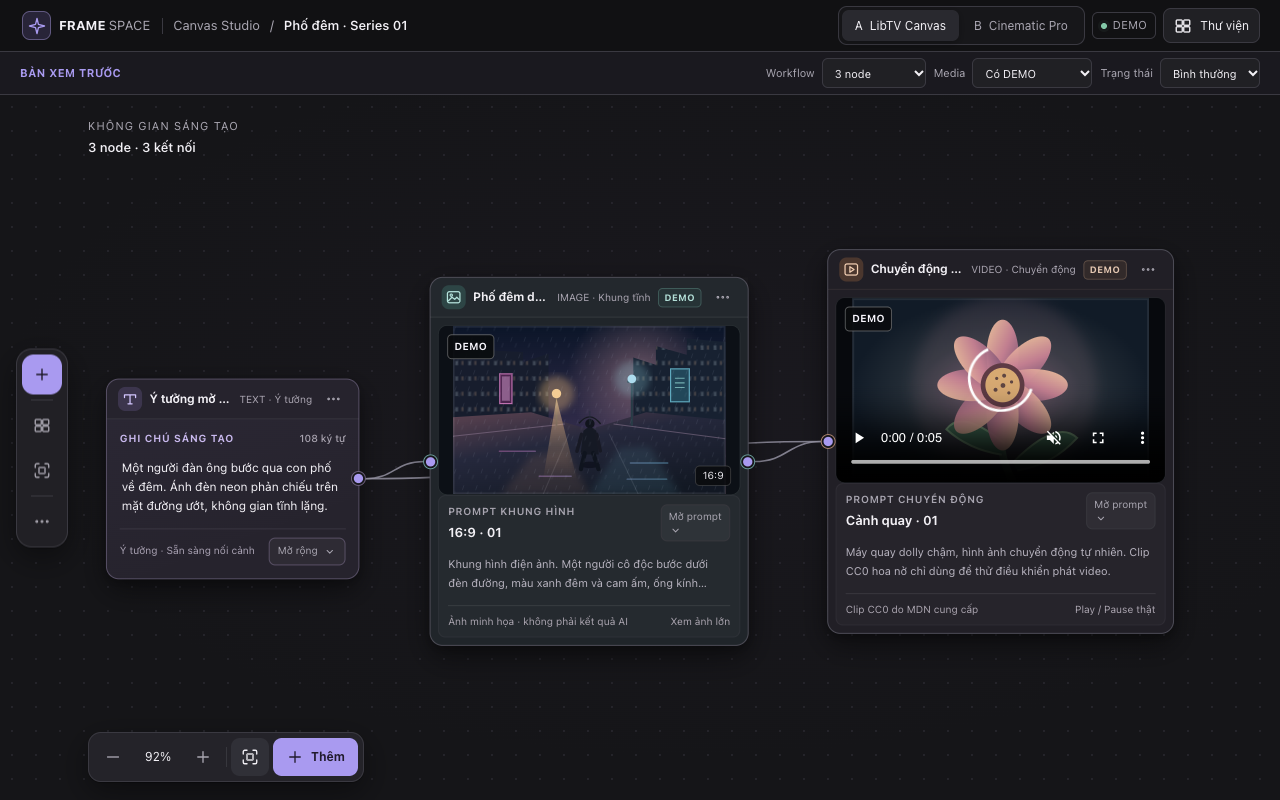 FRAME SPACE
Canvas Studio / Phố đêm · Series 01
A LibTV Canvas
B Cinematic Pro
DEMO
Thư viện
BẢN XEM TRƯỚC
Workflow
3 node
Media
Có DEMO
Trạng thái
Bình thường
KHÔNG GIAN SÁNG TẠO
3 node · 3 kết nối
Ý tưởng mở ...
TEXT · Ý tưởng
GHI CHÚ SÁNG TẠO
108 ký tự
Một người đàn ông bước qua con phố
về đêm. Ánh đèn neon phản chiếu trên
mặt đường ướt, không gian tĩnh lặng.
Ý tưởng · Sẵn sàng nối cảnh
Mở rộng
Phố đêm d...
IMAGE · Khung tĩnh
DEMO
DEMO
16:9
PROMPT KHUNG HÌNH
16:9 · 01
Mở prompt
Khung hình điện ảnh. Một người cô độc bước dưới
đèn đường, màu xanh đêm và cam ấm, ống kính...
Ảnh minh họa · không phải kết quả AI
Xem ảnh lớn
Chuyển động ...
VIDEO · Chuyển động
DEMO
DEMO
0:00 / 0:05
PROMPT CHUYỂN ĐỘNG
Cảnh quay · 01
Mở prompt
Máy quay dolly chậm, hình ảnh chuyển động tự nhiên. Clip
CC0 hoa nở chỉ dùng để thử điều khiển phát video.
Clip CC0 do MDN cung cấp
Play / Pause thật
92%
Thêm